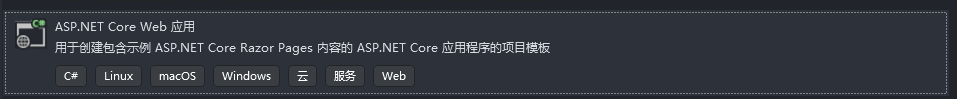 C#
ASP.NET Core Web 应用
用于创建包含示例 ASP.NET Core Razor Pages 内容的 ASP.NET Core 应用程序的项目模板
C# Linux macOS Windows 云 服务 Web